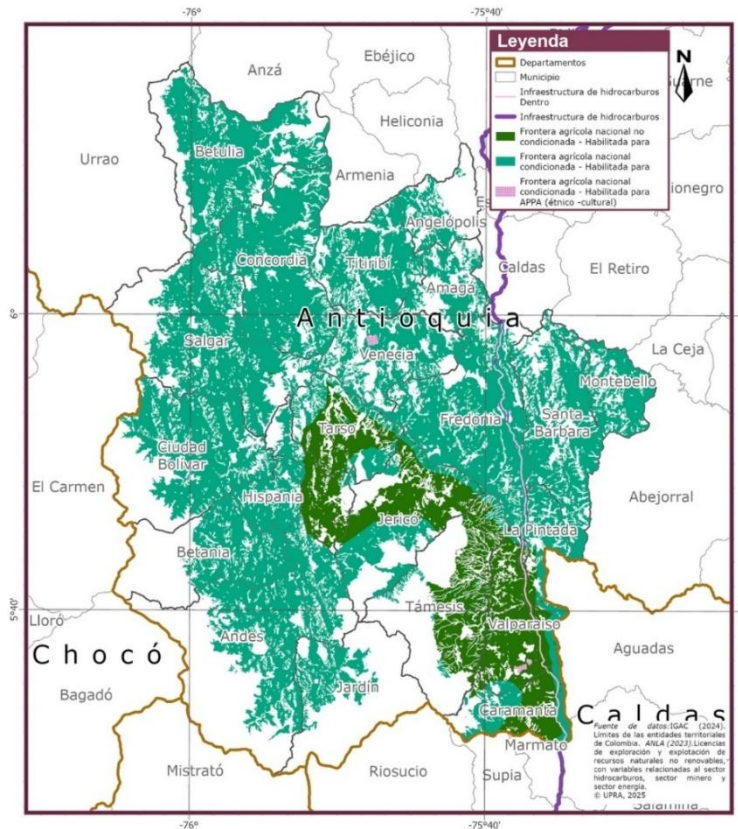 -76°
-75°40'
Leyenda
Departamentos
Municipio
Infraestructura de hidrocarburos
Dentro
Infraestructura de hidrocarburos
Frontera agrícola nacional no
condicionada - Habilitada para
Frontera agrícola nacional
condicionada - Habilitada para
Frontera agrícola nacional
condicionada - Habilitada para
APPA (étnico -cultural)
N
Anzá
Ebéjico
Heliconia
Urrao
Betulia
Armenia
Angelópolis
Caldas
El Retiro
Concordia
Titiribí
Amagá
6°
6°
Antioquia
Salgar
Venecia
La Ceja
Montebello
Tarso
Fredonia
Santa
Bárbara
Ciudad
Bolívar
El Carmen
Hispania
Abejorral
Jericó
La Pintada
Betania
5°40'
5°40'
Lloró
Támesis
Valparaíso
Andes
Aguadas
Chocó
Bagadó
Jardín
Caramanta
Caldas
Marmato
Mistrató
Riosucio
Supia
Fuente de datos:IGAC (2024).
Límites de las entidades territoriales
de Colombia. ANLA (2023).Licencias
de exploración y explotación de
recursos naturales no renovables,
con variables relacionadas al sector
hidrocarburos, sector minero y
sector energía.
© UPRA, 2025
-76°
-75°40'